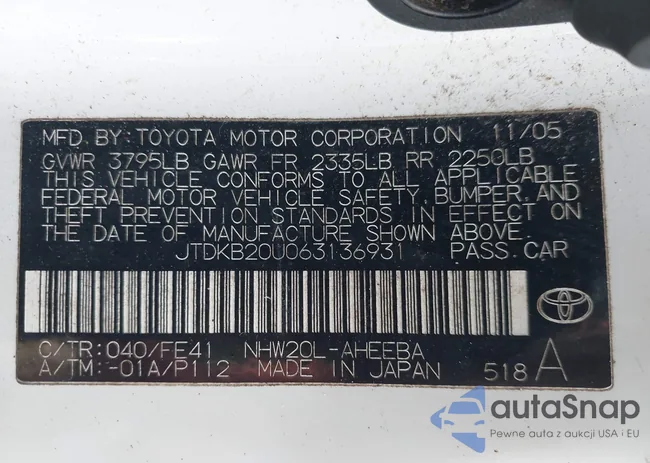 MFD. BY: TOYOTA MOTOR CORPORATION 11/05
GVWR 3795LB GAWR FR 2335LB RR 2250LB
THIS VEHICLE CONFORMS TO ALL APPLICABLE
FEDERAL MOTOR VEHICLE SAFETY, BUMPER, AND
THEFT PREVENTION STANDARDS IN EFFECT ON
THE DATE OF MANUFACTURE SHOWN ABOVE.
JTDKB20U063136931 PASS. CAR
C/TR: 040/FE41 NHW20L-AHEEBA
A/TM: -01A/P112 MADE IN JAPAN 518 A
autaSnap
Pewne auta z aukcji USA i EU